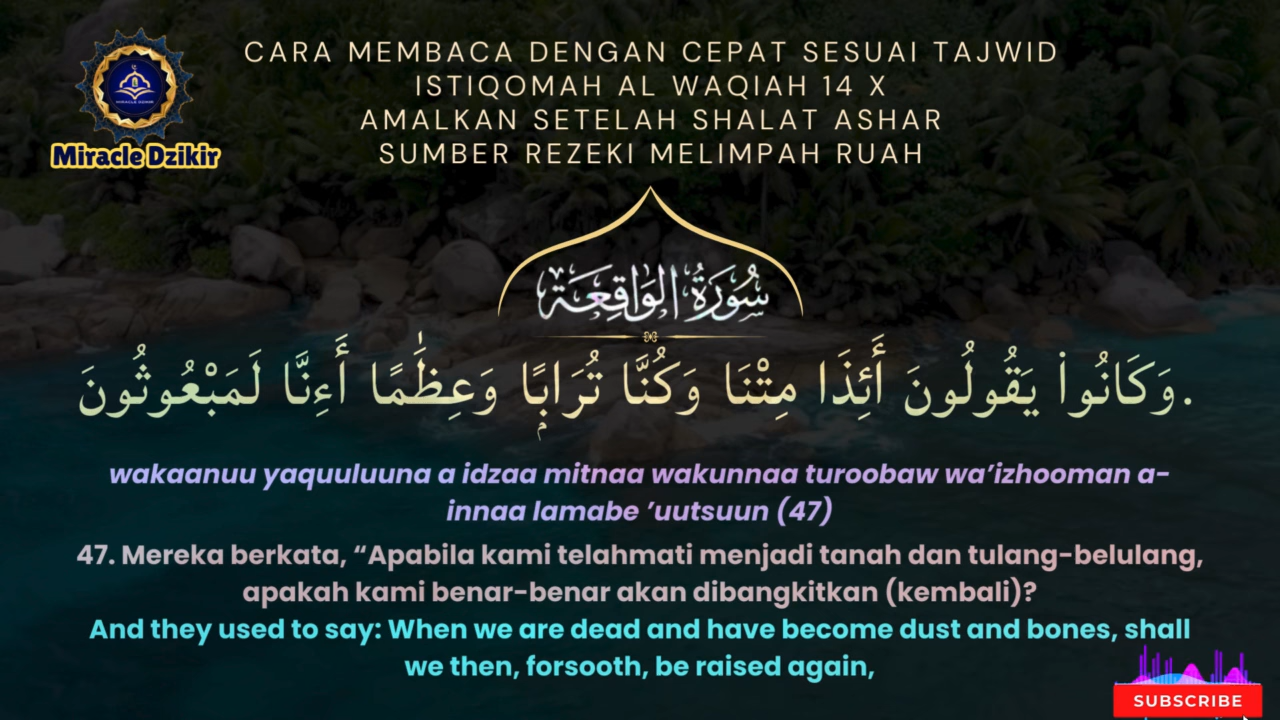 CARA MEMBACA DENGAN CEPAT SESUAI TAJWID
ISTIQOMAH AL WAQIAH 14 X
AMALKAN SETELAH SHALAT ASHAR
SUMBER REZEKI MELIMPAH RUAH
MIRACLE DZIKIR
Miracle Dzikir
سُورَةُ الوَاقِعَة
وَكَانُوا۟ يَقُولُونَ أَئِذَا مِتْنَا وَكُنَّا تُرَابًۭا وَعِظَٰمًا أَءِنَّا لَمَبْعُوثُونَ.
wakaanuu yaquuluuna a idzaa mitnaa wakunnaa turoobaw wa’izhooman a-
innaa lamabe ’uutsuun (47)
47. Mereka berkata, “Apabila kami telahmati menjadi tanah dan tulang-belulang,
apakah kami benar-benar akan dibangkitkan (kembali)?
And they used to say: When we are dead and have become dust and bones, shall
we then, forsooth, be raised again,
SUBSCRIBE